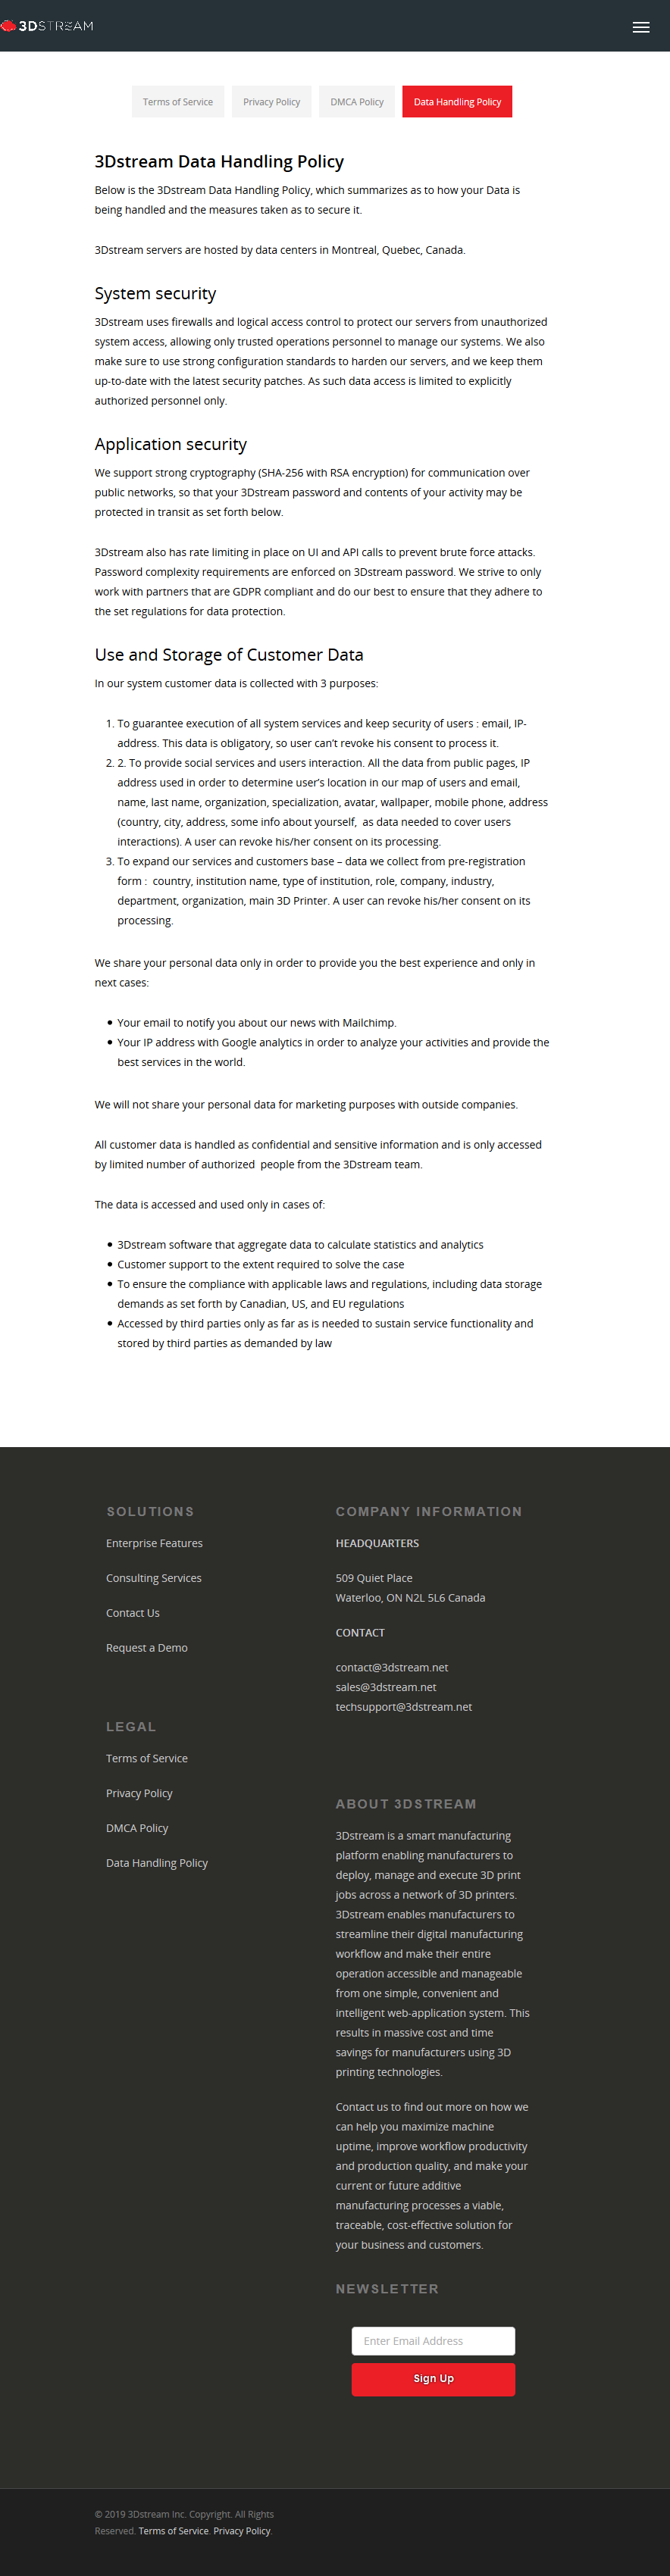 3DSTREAM
Terms of Service
Privacy Policy
DMCA Policy
Data Handling Policy
3Dstream Data Handling Policy
Below is the 3Dstream Data Handling Policy, which summarizes as to how your Data is
being handled and the measures taken as to secure it.
3Dstream servers are hosted by data centers in Montreal, Quebec, Canada.
System security
3Dstream uses firewalls and logical access control to protect our servers from unauthorized
system access, allowing only trusted operations personnel to manage our systems. We also
make sure to use strong configuration standards to harden our servers, and we keep them
up-to-date with the latest security patches. As such data access is limited to explicitly
authorized personnel only.
Application security
We support strong cryptography (SHA-256 with RSA encryption) for communication over
public networks, so that your 3Dstream password and contents of your activity may be
protected in transit as set forth below.
3Dstream also has rate limiting in place on UI and API calls to prevent brute force attacks.
Password complexity requirements are enforced on 3Dstream password. We strive to only
work with partners that are GDPR compliant and do our best to ensure that they adhere to
the set regulations for data protection.
Use and Storage of Customer Data
In our system customer data is collected with 3 purposes:
1. To guarantee execution of all system services and keep security of users : email, IP-
address. This data is obligatory, so user can’t revoke his consent to process it.
2. 2. To provide social services and users interaction. All the data from public pages, IP
address used in order to determine user’s location in our map of users and email,
name, last name, organization, specialization, avatar, wallpaper, mobile phone, address
(country, city, address, some info about yourself,  as data needed to cover users
interactions). A user can revoke his/her consent on its processing.
3. To expand our services and customers base – data we collect from pre-registration
form :  country, institution name, type of institution, role, company, industry,
department, organization, main 3D Printer. A user can revoke his/her consent on its
processing.
We share your personal data only in order to provide you the best experience and only in
next cases:
• Your email to notify you about our news with Mailchimp.
• Your IP address with Google analytics in order to analyze your activities and provide the
best services in the world.
We will not share your personal data for marketing purposes with outside companies.
All customer data is handled as confidential and sensitive information and is only accessed
by limited number of authorized  people from the 3Dstream team.
The data is accessed and used only in cases of:
• 3Dstream software that aggregate data to calculate statistics and analytics
• Customer support to the extent required to solve the case
• To ensure the compliance with applicable laws and regulations, including data storage
demands as set forth by Canadian, US, and EU regulations
• Accessed by third parties only as far as is needed to sustain service functionality and
stored by third parties as demanded by law
SOLUTIONS
Enterprise Features
Consulting Services
Contact Us
Request a Demo
LEGAL
Terms of Service
Privacy Policy
DMCA Policy
Data Handling Policy
COMPANY INFORMATION
HEADQUARTERS
509 Quiet Place
Waterloo, ON N2L 5L6 Canada
CONTACT
contact@3dstream.net
sales@3dstream.net
techsupport@3dstream.net
ABOUT 3DSTREAM
3Dstream is a smart manufacturing
platform enabling manufacturers to
deploy, manage and execute 3D print
jobs across a network of 3D printers.
3Dstream enables manufacturers to
streamline their digital manufacturing
workflow and make their entire
operation accessible and manageable
from one simple, convenient and
intelligent web-application system. This
results in massive cost and time
savings for manufacturers using 3D
printing technologies.
Contact us to find out more on how we
can help you maximize machine
uptime, improve workflow productivity
and production quality, and make your
current or future additive
manufacturing processes a viable,
traceable, cost-effective solution for
your business and customers.
NEWSLETTER
Enter Email Address
Sign Up
© 2019 3Dstream Inc. Copyright. All Rights
Reserved. Terms of Service. Privacy Policy.